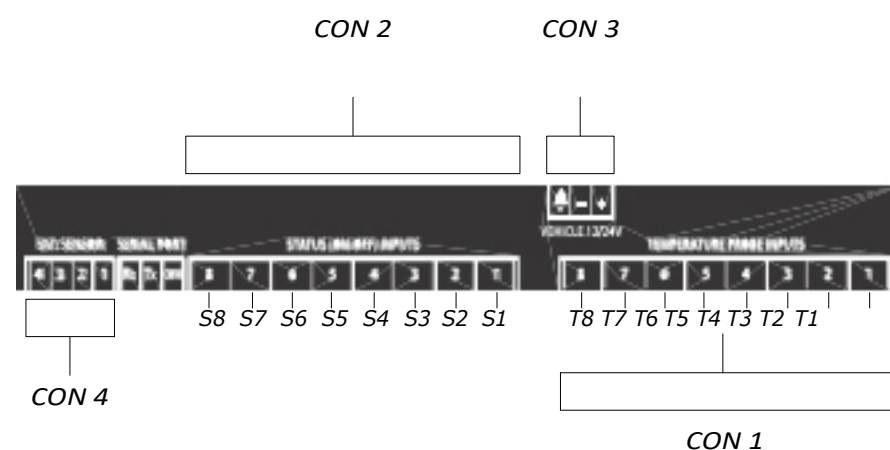 CON 2 CON 3
- +
VEHICLE 12/24V
EXT. SENSOR SERIAL PORT STATUS (ON/OFF) INPUTS TEMPERATURE PROBE INPUTS
4 3 2 1 Rx Tx 8 7 6 5 4 3 2 1 8 7 6 5 4 3 2 1
S8 S7 S6 S5 S4 S3 S2 S1 T8 T7 T6 T5 T4 T3 T2 T1
CON 4
CON 1